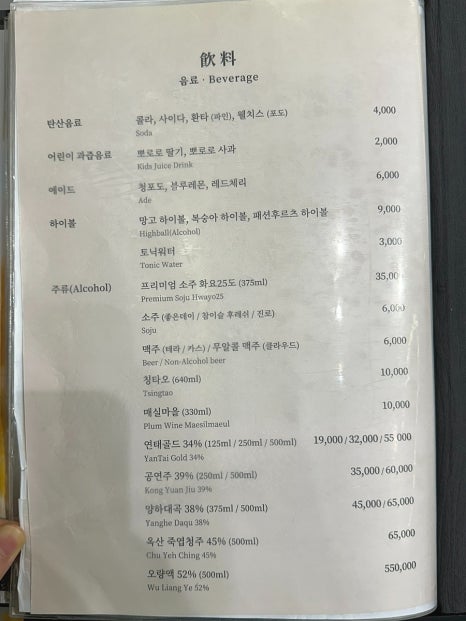 飮料
음료 · Beverage
탄산음료 콜라, 사이다, 환타 (파인), 웰치스 (포도) 4,000
Soda
어린이 과즙음료 뽀로로 딸기, 뽀로로 사과 2,000
Kids Juice Drink
에이드 청포도, 블루레몬, 레드체리 6,000
Ade
하이볼 망고 하이볼, 복숭아 하이볼, 패션후르츠 하이볼 9,000
Highball(Alcohol)
토닉워터 3,000
Tonic Water
주류(Alcohol) 프리미엄 소주 화요25도 (375ml) 35,00
Premium Soju Hwayo25
소주 (좋은데이 / 참이슬 후레쉬 / 진로) 6,000
Soju
맥주 (테라 / 카스) / 무알콜 맥주 (클라우드) 6,000
Beer / Non-Alcohol beer
칭타오 (640ml) 10,000
Tsingtao
매실마을 (330ml) 10,000
Plum Wine Maesilmaeul
연태골드 34% (125ml / 250ml / 500ml) 19,000 / 32,000 / 55 000
YanTai Gold 34%
공연주 39% (250ml / 500ml) 35,000 / 60,000
Kong Yuan Jiu 39%
양하대곡 38% (375ml / 500ml) 45,000 / 65,000
Yanghe Daqu 38%
옥산 죽엽청주 45% (500ml) 65,000
Chu Yeh Ching 45%
오량액 52% (500ml) 550,000
Wu Liang Ye 52%